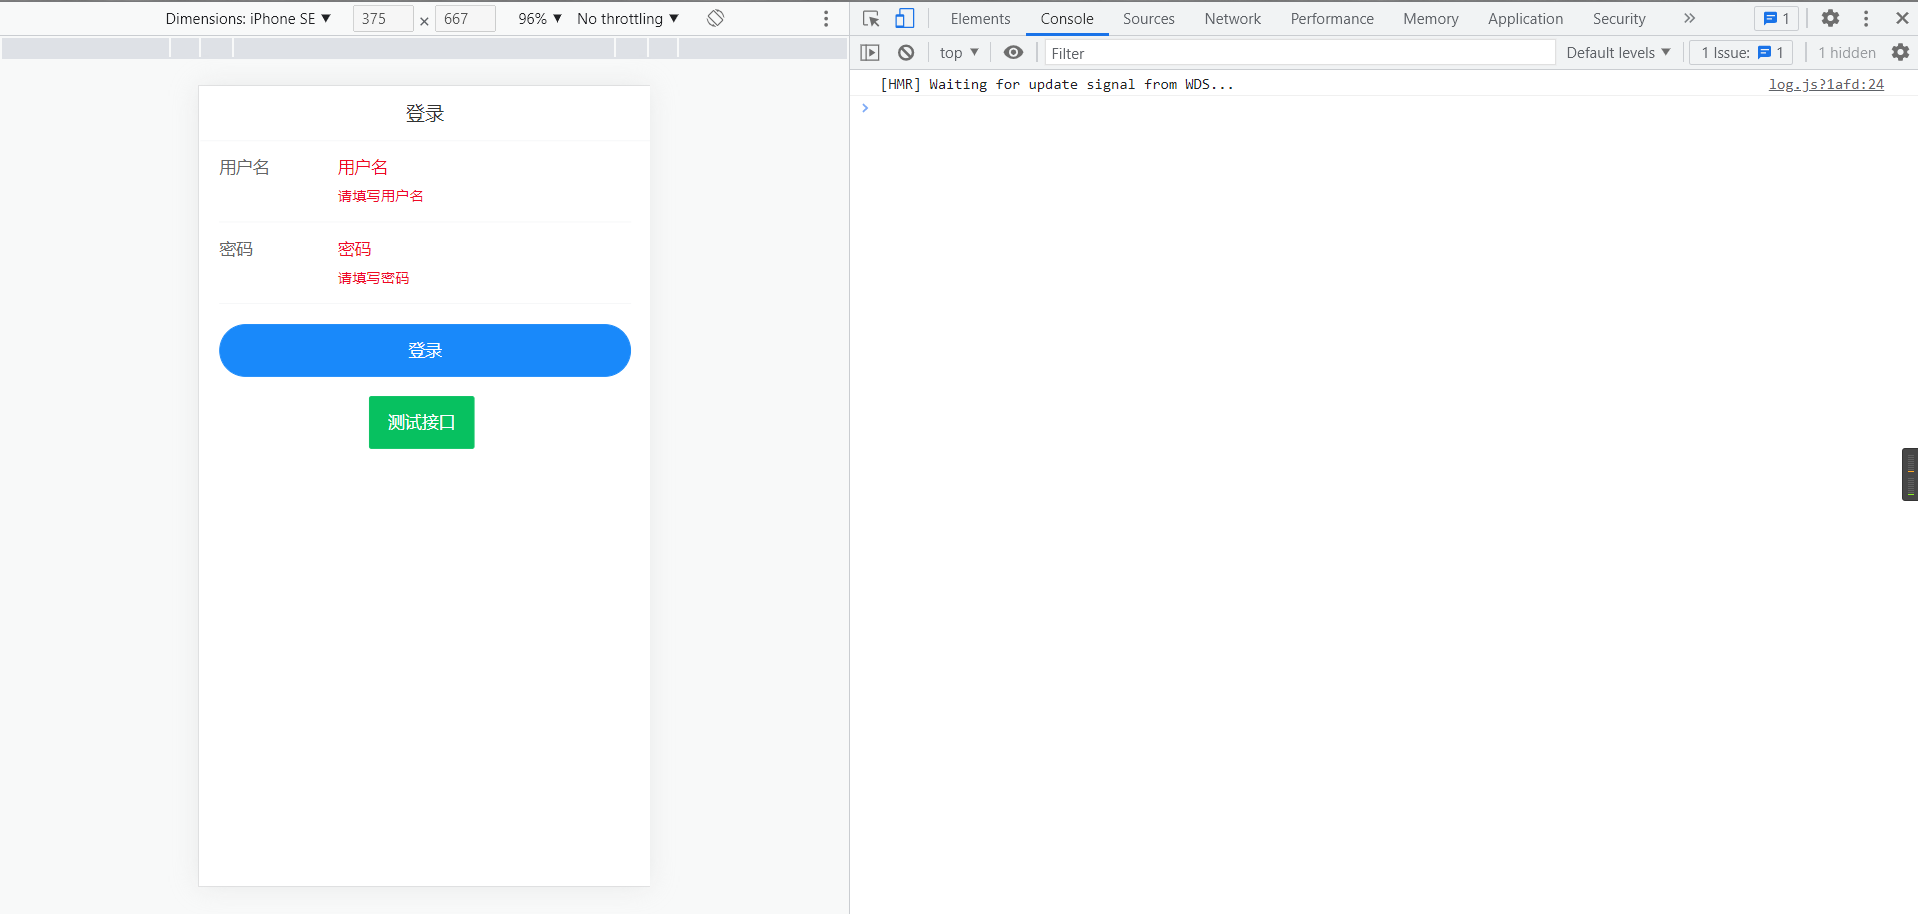 Dimensions: iPhone SE ▼ 375 × 667 96% ▼ No throttling ▼
登录
用户名 用户名
请填写用户名
密码 密码
请填写密码
登录
测试接口
Elements Console Sources Network Performance Memory Application Security » 1
top ▼ Filter Default levels ▼ 1 Issue: 1 1 hidden
[HMR] Waiting for update signal from WDS... log.js?1afd:24